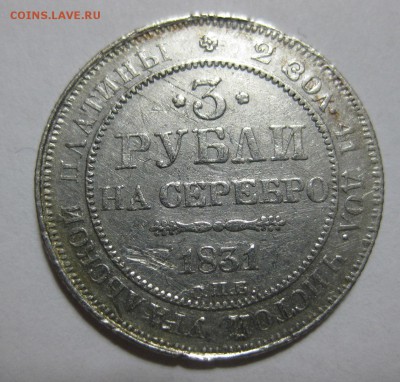 COINS.LAVE.RU
2 ЗОЛ. 41 ДОЛ. ЧИСТОЙ УРАЛЬСКОЙ ПЛАТИНЫ
·3·
РУБЛИ
НА СЕРЕБРО
1831
С.П.Б.